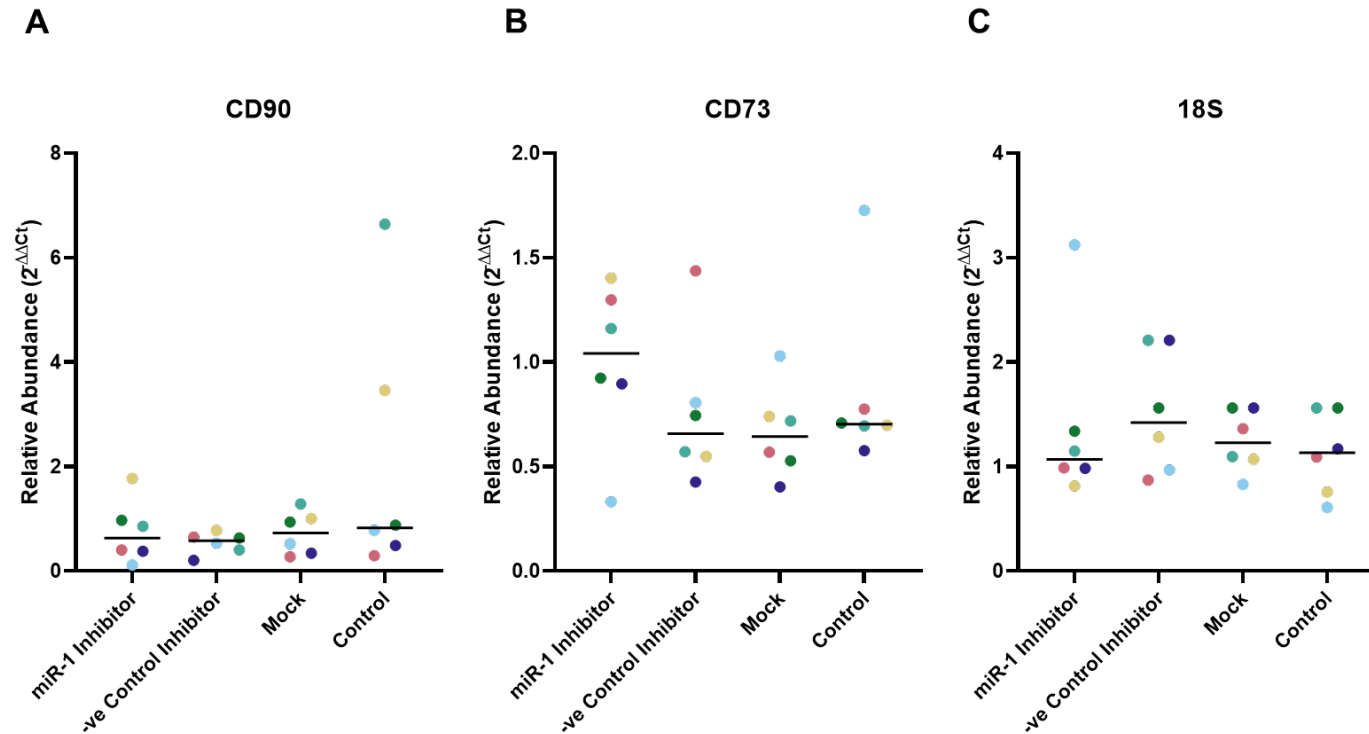 A
B
C
CD90
CD73
18S
Relative Abundance (2-ΔΔCt)
8
6
4
2
0
miR-1 Inhibitor
-ve Control Inhibitor
Mock
Control
Relative Abundance (2-ΔΔCt)
2.0
1.5
1.0
0.5
0.0
miR-1 Inhibitor
-ve Control Inhibitor
Mock
Control
Relative Abundance (2-ΔΔCt)
4
3
2
1
0
miR-1 Inhibitor
-ve Control Inhibitor
Mock
Control